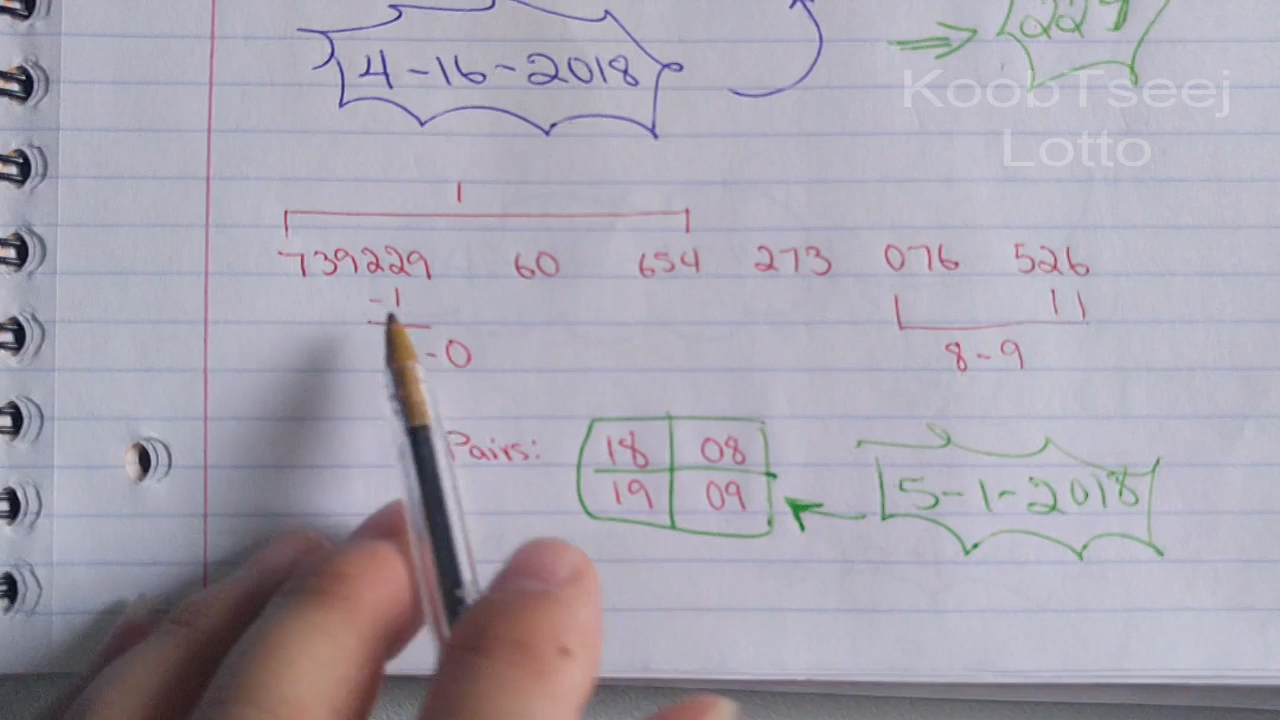 4-16-2018
229
KoobTseej
Lotto
1
739229 60 654 273 076 526
-1
-0
8-9
Pairs:
18 08
19 09
5-1-2018